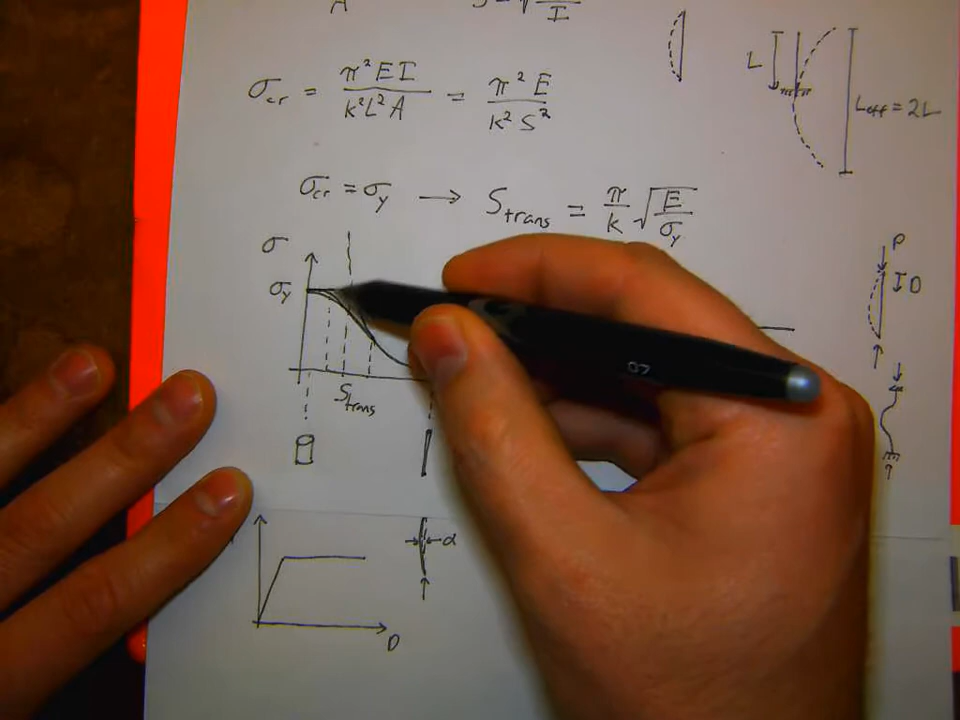 A
I
σcr = π²EI / k²L²A = π²E / k²S²
L
Leff = 2L
σcr = σy → Strans = π/k √(E/σy)
σ
P
σy
D
07
Strans
d
D